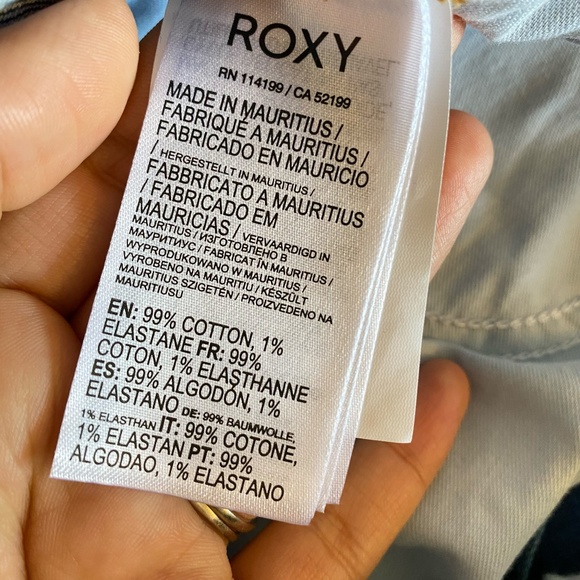 ROXY
RN 114199 / CA 52199
MADE IN MAURITIUS /
FABRIQUÉ À MAURITIUS /
FABRICADO EN MAURICIO
/ HERGESTELLT IN MAURITIUS /
FABBRICATO A MAURITIUS
/ FABRICADO EM
MAURICIAS / VERVAARDIGD IN
MAURITIUS / ИЗГОТОВЛЕНО В
МАУРИТИУС / FABRICAT ÎN MAURITIUS /
WYPRODUKOWANO W MAURITIUS /
VYROBENO NA MAURITIU / KÉSZÜLT
MAURITIUS SZIGETÉN / PROIZVEDENO NA
MAURITIUSU
EN: 99% COTTON, 1%
ELASTANE FR: 99%
COTON, 1% ELASTHANNE
ES: 99% ALGODÓN, 1%
ELASTANO DE: 99% BAUMWOLLE,
1% ELASTHAN IT: 99% COTONE,
1% ELASTAN PT: 99%
ALGODAO, 1% ELASTANO